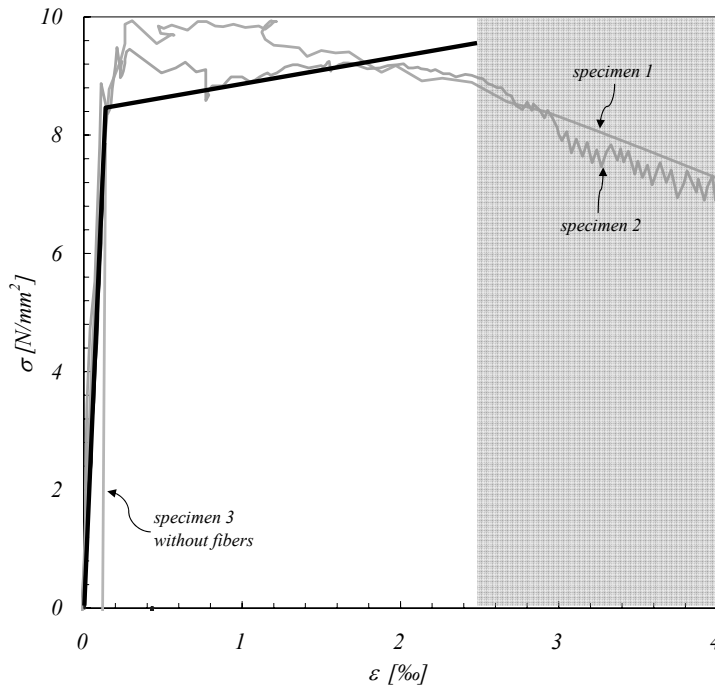 10
8
6
4
2
0
σ [N/mm²]
specimen 1
specimen 2
specimen 3
without fibers
0 1 2 3 4
ε [‰]